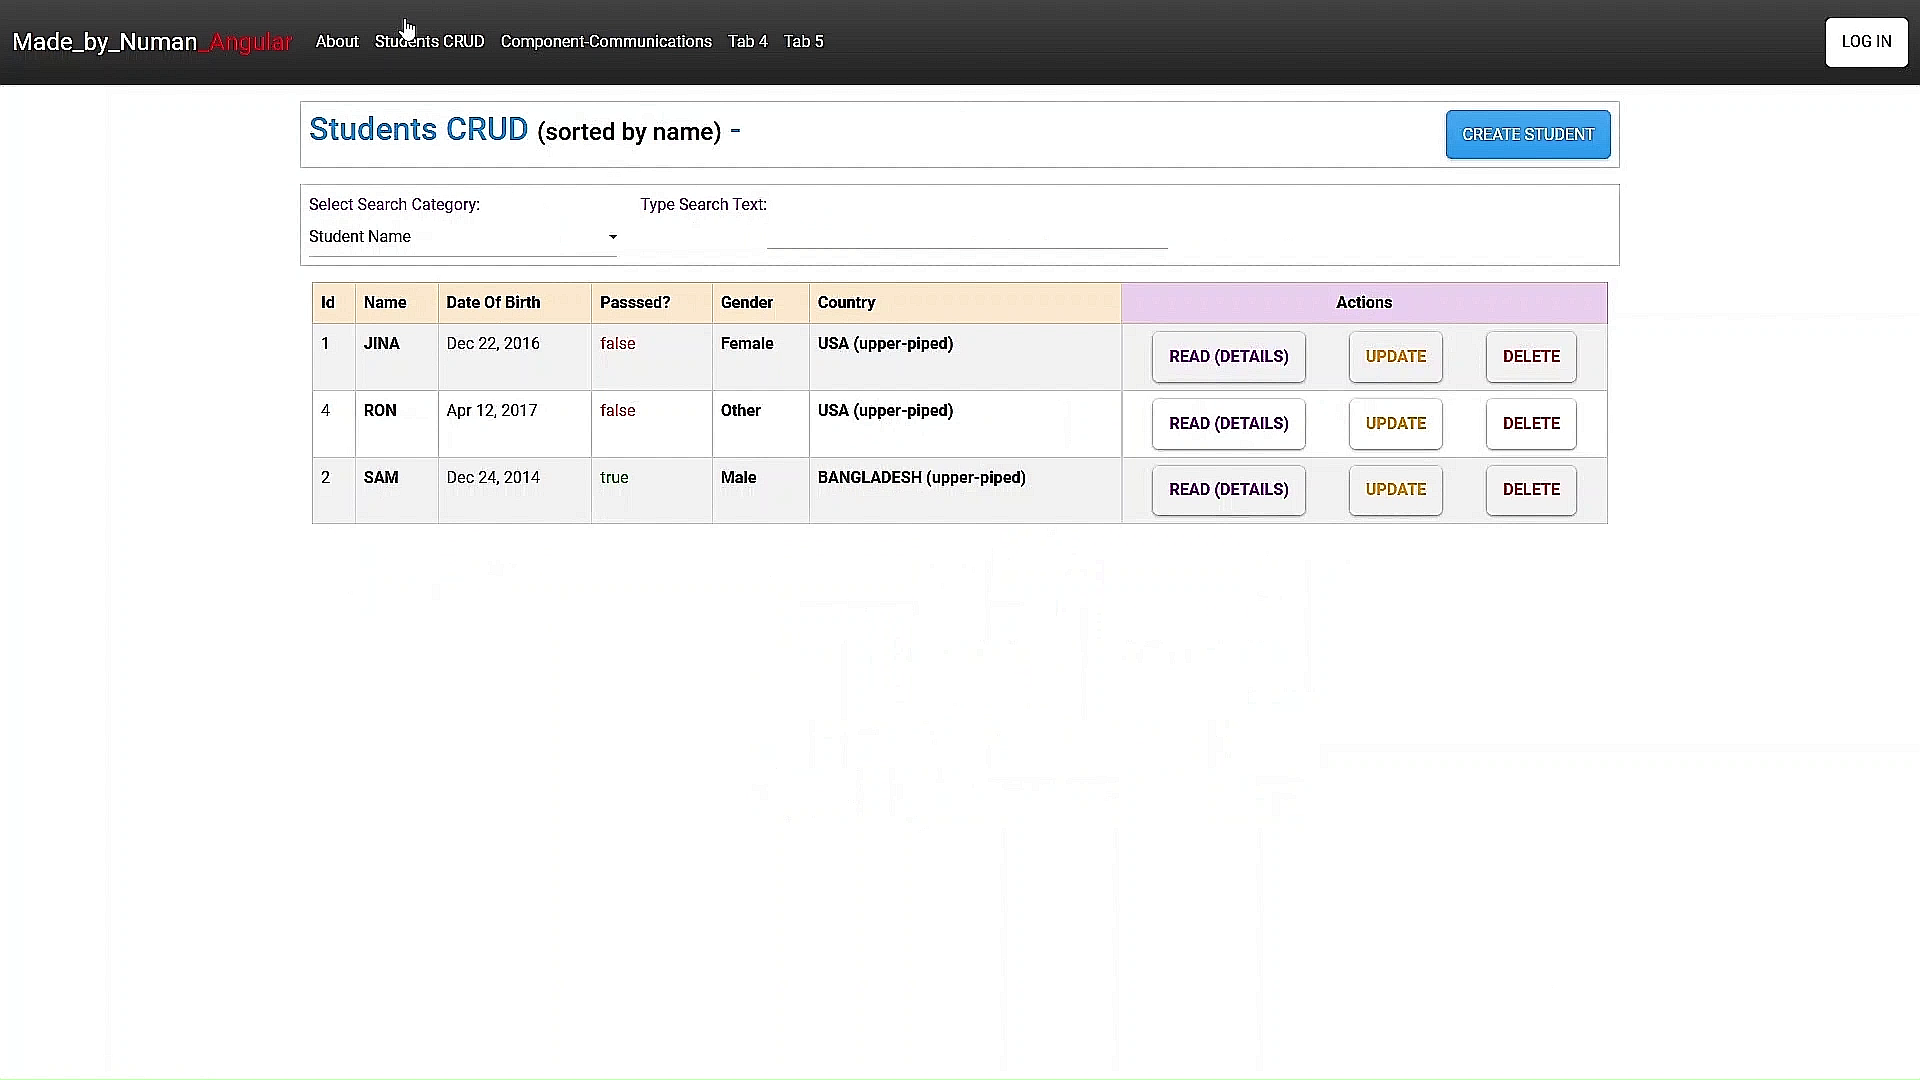 Made_by_Numan_Angular About Students CRUD Component-Communications Tab 4 Tab 5 LOG IN
Students CRUD (sorted by name) - CREATE STUDENT
Select Search Category: Type Search Text:
Student Name
Id Name Date Of Birth Passsed? Gender Country Actions
1 JINA Dec 22, 2016 false Female USA (upper-piped) READ (DETAILS) UPDATE DELETE
4 RON Apr 12, 2017 false Other USA (upper-piped) READ (DETAILS) UPDATE DELETE
2 SAM Dec 24, 2014 true Male BANGLADESH (upper-piped) READ (DETAILS) UPDATE DELETE